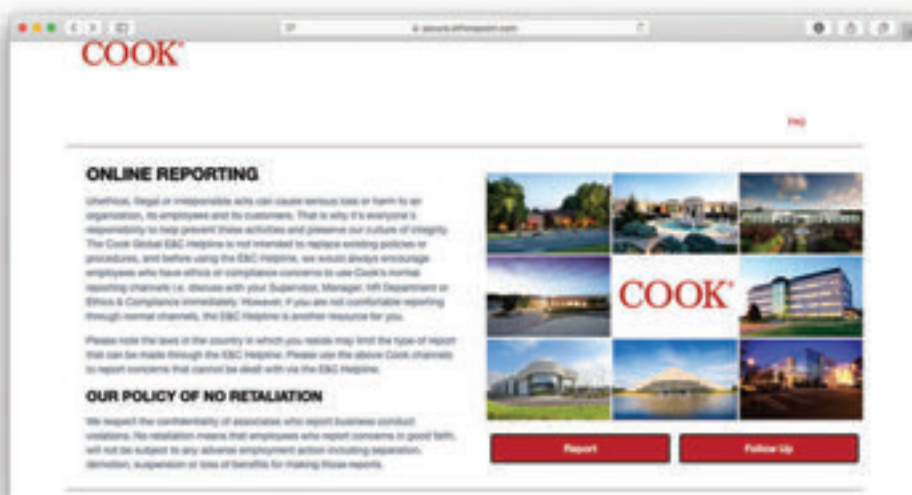 COOK®
FAQ
ONLINE REPORTING
Unethical, illegal or irresponsible acts can cause serious loss or harm to an
organization, its employees and its customers. That is why it's everyone's
responsibility to help prevent these activities and preserve our culture of integrity.
The Cook Global E&C Helpline is not intended to replace existing policies or
procedures, and before using the E&C Helpline, we would always encourage
employees who have ethics or compliance concerns to use Cook's normal
reporting channels i.e. discuss with your Supervisor, Manager, HR Department or
Ethics & Compliance immediately. However, if you are not comfortable reporting
through normal channels, the E&C Helpline is another resource for you.
Please note the laws in the country in which you reside may limit the type of report
that can be made through the E&C Helpline. Please use the above Cook channels
to report concerns that cannot be dealt with via the E&C Helpline.
OUR POLICY OF NO RETALIATION
We respect the confidentiality of associates who report business conduct
violations. No retaliation means that employees who report concerns in good faith,
will not be subject to any adverse employment action including separation,
demotion, suspension or loss of benefits for making those reports.
COOK®
Report
Follow Up